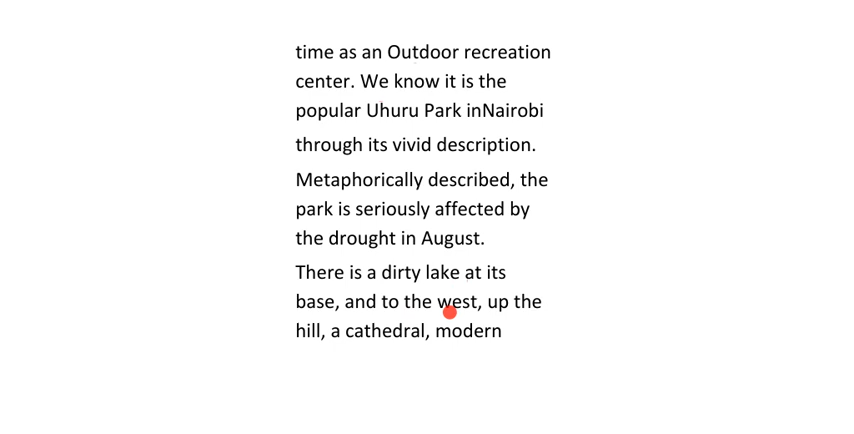 time as an Outdoor recreation
center. We know it is the
popular Uhuru Park inNairobi
through its vivid description.
Metaphorically described, the
park is seriously affected by
the drought in August.
There is a dirty lake at its
base, and to the west, up the
hill, a cathedral, modern